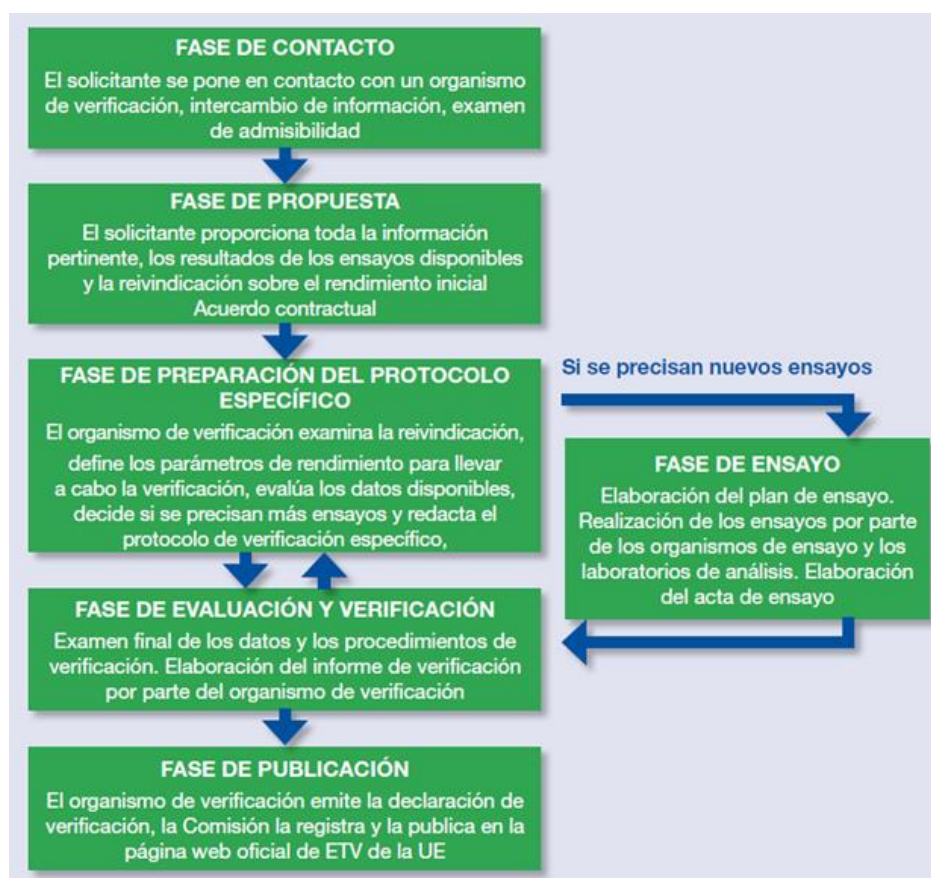 FASE DE CONTACTO
El solicitante se pone en contacto con un organismo
de verificación, intercambio de información, examen
de admisibilidad
FASE DE PROPUESTA
El solicitante proporciona toda la información
pertinente, los resultados de los ensayos disponibles
y la reivindicación sobre el rendimiento inicial
Acuerdo contractual
FASE DE PREPARACIÓN DEL PROTOCOLO
ESPECÍFICO
El organismo de verificación examina la reivindicación,
define los parámetros de rendimiento para llevar
a cabo la verificación, evalúa los datos disponibles,
decide si se precisan más ensayos y redacta el
protocolo de verificación específico,
Si se precisan nuevos ensayos
FASE DE ENSAYO
Elaboración del plan de ensayo.
Realización de los ensayos por parte
de los organismos de ensayo y los
laboratorios de análisis. Elaboración
del acta de ensayo
FASE DE EVALUACIÓN Y VERIFICACIÓN
Examen final de los datos y los procedimientos de
verificación. Elaboración del informe de verificación
por parte del organismo de verificación
FASE DE PUBLICACIÓN
El organismo de verificación emite la declaración de
verificación, la Comisión la registra y la publica en la
página web oficial de ETV de la UE